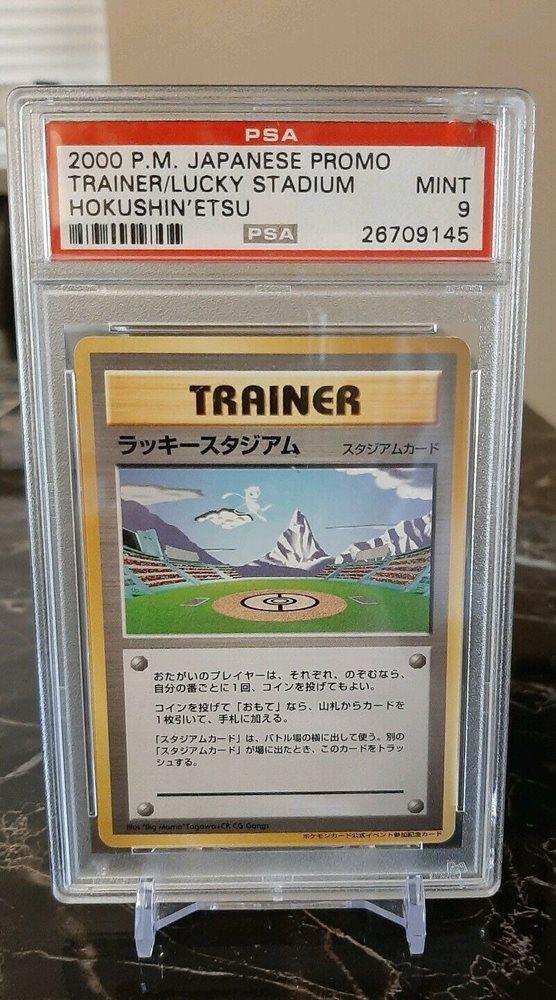 PSA
2000 P.M. JAPANESE PROMO
TRAINER/LUCKY STADIUM MINT
HOKUSHIN'ETSU 9
PSA 26709145
TRAINER
ラッキースタジアム スタジアムカード
おたがいのプレイヤーは、それぞれ、のぞむなら、
自分の番ごとに1回、コインを投げてもよい。
コインを投げて「おもて」なら、山札からカードを
1枚引いて、手札に加える。
「スタジアムカード」は、バトル場の横に出して使う。別の
「スタジアムカード」が場に出たとき、このカードをトラッ
シュする。
Illus."Big Mama"Tagawa+CR CG Gangs
ポケモンカード公式イベント参加記念カード